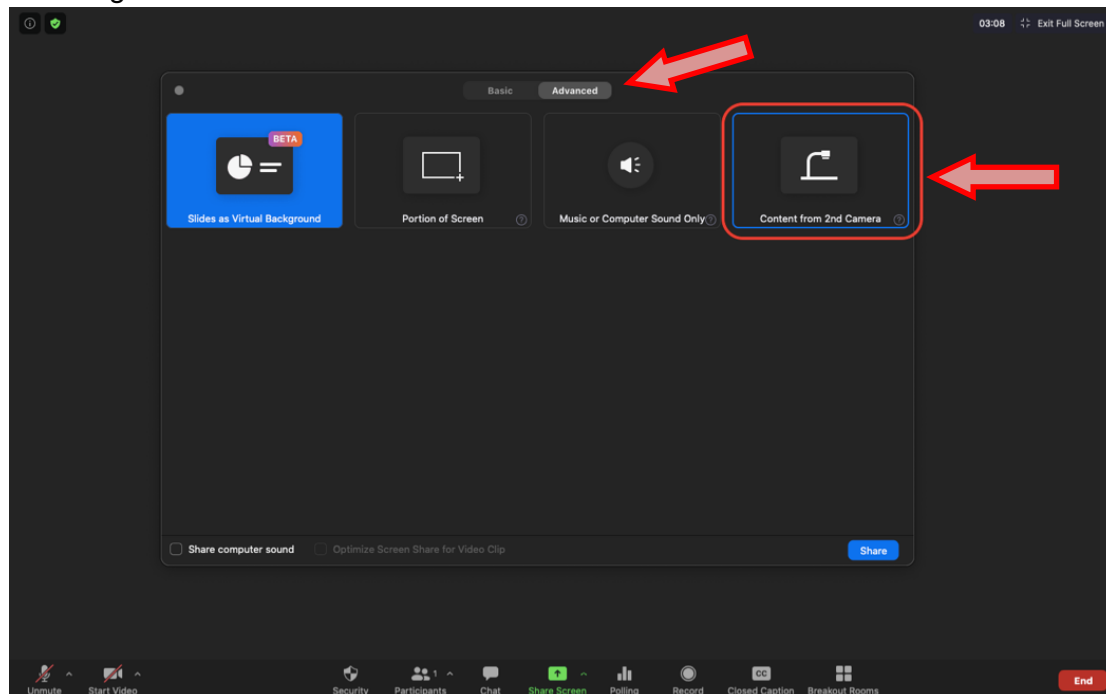 03:08 Exit Full Screen
Basic Advanced
BETA
Slides as Virtual Background
Portion of Screen ?
Music or Computer Sound Only ?
Content from 2nd Camera ?
Share computer sound Optimize Screen Share for Video Clip Share
1
CC
Unmute Start Video Security Participants Chat Share Screen Polling Record Closed Caption Breakout Rooms End